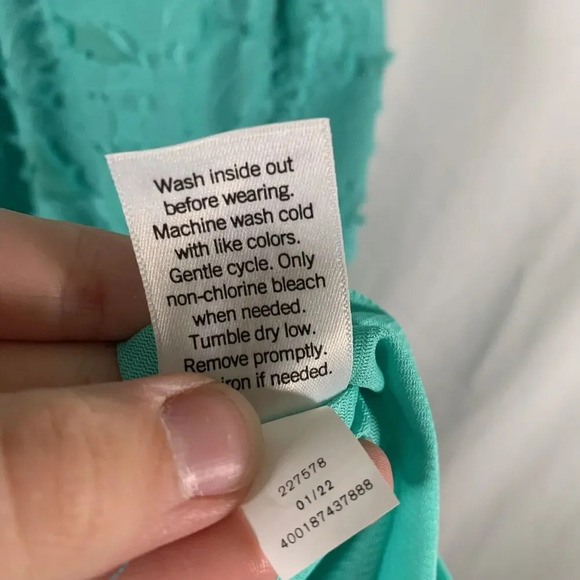 Wash inside out
before wearing.
Machine wash cold
with like colors.
Gentle cycle. Only
non-chlorine bleach
when needed.
Tumble dry low.
Remove promptly.
if needed.
227578
01/22
400187437888